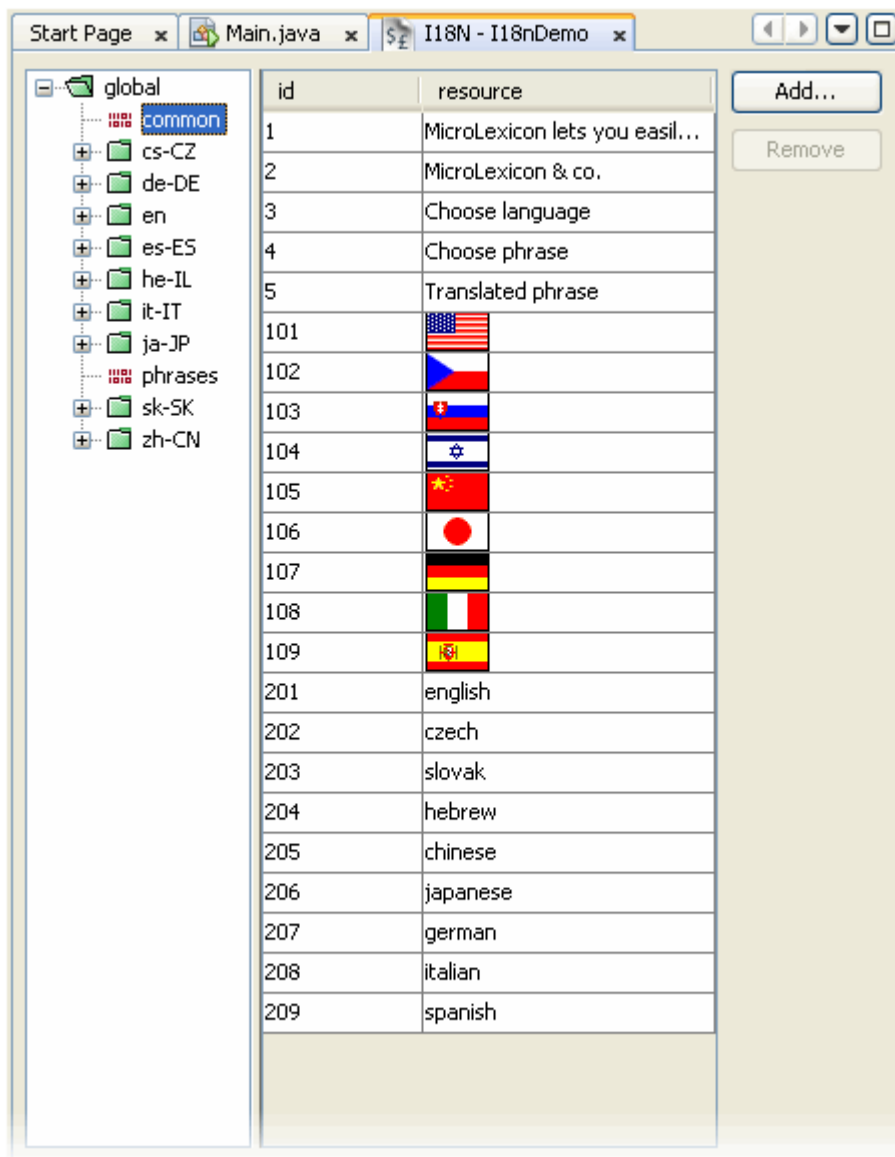 Start Page x Main.java x I18N - I18nDemo x
global
common
cs-CZ
de-DE
en
es-ES
he-IL
it-IT
ja-JP
phrases
sk-SK
zh-CN
id resource
1 MicroLexicon lets you easil...
2 MicroLexicon & co.
3 Choose language
4 Choose phrase
5 Translated phrase
101
102
103
104
105
106
107
108
109
201 english
202 czech
203 slovak
204 hebrew
205 chinese
206 japanese
207 german
208 italian
209 spanish
Add...
Remove